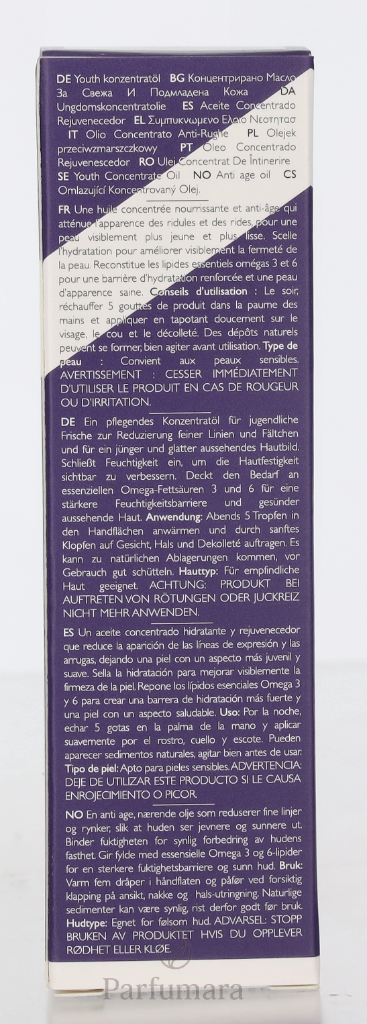 DE Youth konzentratöl BG Концентрирано Масло
За Свежа И Подмладена Кожа DA
Ungdomskoncentratolie ES Aceite Concentrado
Rejuvenecedor EL Συμπυκνωμενο Ελαιο Νεοτητασ
IT Olio Concentrato Anti-Rughe PL Olejek
przeciwzmarszczkowy PT Óleo Concentrado
Rejuvenescedor RO Ulei Concentrat De Întinerire
SE Youth Concentrate Oil NO Anti age oil CS
Omlazující Koncentrovaný Olej.
FR Une huile concentrée nourrissante et anti-âge qui
atténue l'apparence des ridules et des rides pour une
peau visiblement plus jeune et plus lisse. Scelle
l'hydratation pour améliorer visiblement la fermeté de
la peau. Reconstitue les lipides essentiels omégas 3 et 6
pour une barrière d'hydratation renforcée et une peau
d'apparence saine. Conseils d'utilisation : Le soir,
réchauffer 5 gouttes de produit dans la paume des
mains et appliquer en tapotant doucement sur le
visage, le cou et le décolleté. Des dépôts naturels
peuvent se former, bien agiter avant utilisation. Type de
peau : Convient aux peaux sensibles.
AVERTISSEMENT : CESSER IMMÉDIATEMENT
D'UTILISER LE PRODUIT EN CAS DE ROUGEUR
OU D'IRRITATION.
DE Ein pflegendes Konzentratöl für jugendliche
Frische zur Reduzierung feiner Linien und Fältchen
und für ein jünger und glatter aussehendes Hautbild.
Schließt Feuchtigkeit ein, um die Hautfestigkeit
sichtbar zu verbessern. Deckt den Bedarf an
essenziellen Omega-Fettsäuren 3 und 6 für eine
stärkere Feuchtigkeitsbarriere und gesünder
aussehende Haut. Anwendung: Abends 5 Tropfen in
den Handflächen anwärmen und durch sanftes
Klopfen auf Gesicht, Hals und Dekolleté auftragen. Es
kann zu natürlichen Ablagerungen kommen, vor
Gebrauch gut schütteln. Hauttyp: Für empfindliche
Haut geeignet. ACHTUNG: PRODUKT BEI
AUFTRETEN VON RÖTUNGEN ODER JUCKREIZ
NICHT MEHR ANWENDEN.
ES Un aceite concentrado hidratante y rejuvenecedor
que reduce la aparición de las líneas de expresión y las
arrugas, dejando una piel con un aspecto más juvenil y
suave. Sella la hidratación para mejorar visiblemente la
firmeza de la piel. Repone los lípidos esenciales Omega 3
y 6 para crear una barrera de hidratación más fuerte y
una piel con un aspecto saludable. Uso: Por la noche,
echar 5 gotas en la palma de la mano y aplicar
suavemente por el rostro, cuello y escote. Pueden
aparecer sedimentos naturales, agitar bien antes de usar.
Tipo de piel: Apto para pieles sensibles. ADVERTENCIA:
DEJE DE UTILIZAR ESTE PRODUCTO SI LE CAUSA
ENROJECIMIENTO O PICOR.
NO En anti age, nærende olje som reduserer fine linjer
og rynker, slik at huden ser jevnere og sunnere ut.
Binder fuktigheten for synlig forbedring av hudens
fasthet. Gir fylde med essensielle Omega 3 og 6-lipider
for en sterkere fuktighetsbarriere og sunn hud. Bruk:
Varm fem dråper i håndflaten og påfør ved forsiktig
klapping på ansikt, nakke og hals-utringning. Naturlige
sedimenter kan være synlig, rist derfor godt før bruk.
Hudtype: Egnet for følsom hud. ADVARSEL: STOPP
BRUKEN AV PRODUKTET HVIS DU OPPLEVER
RØDHET ELLER KLØE.
Parfumara